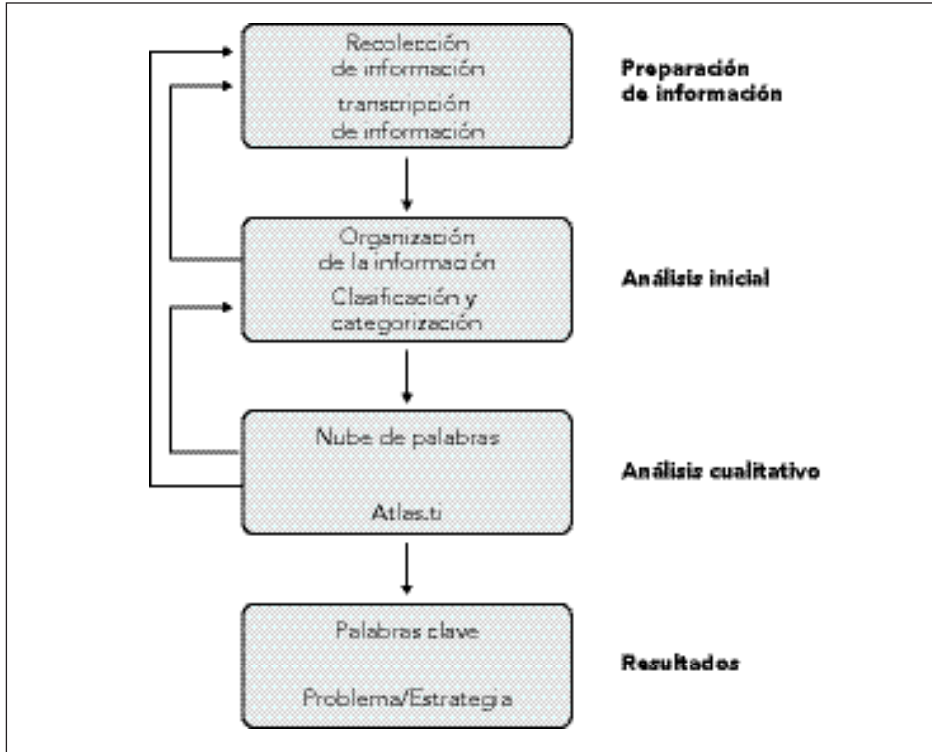 Recolección
de información
transcripción
de información
Preparación
de información
Organización
de la información
Clasificación y
categorización
Análisis inicial
Nube de palabras
Atlas.ti
Análisis cualitativo
Palabras clave
Problema/Estrategia
Resultados